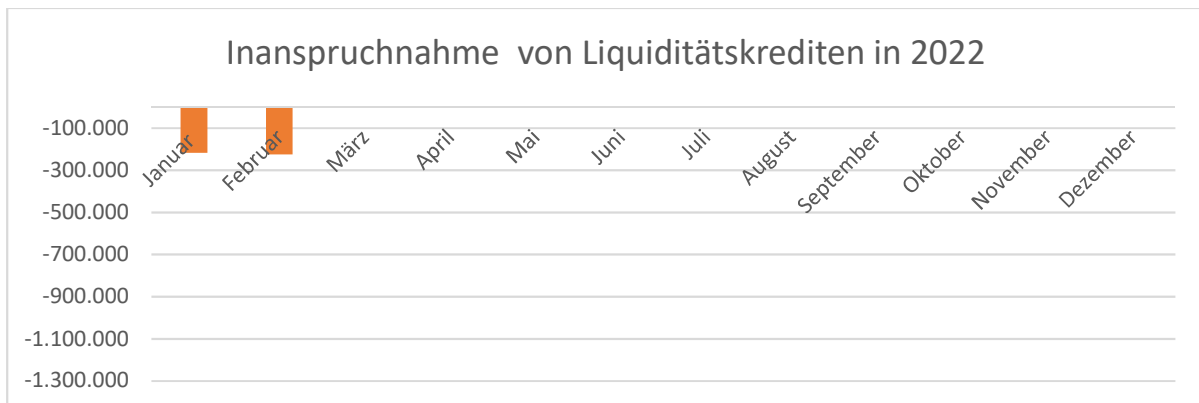 Inanspruchnahme  von Liquiditätskrediten in 2022
-100.000
-300.000
-500.000
-700.000
-900.000
-1.100.000
-1.300.000
Januar
Februar
März
April
Mai
Juni
Juli
August
September
Oktober
November
Dezember